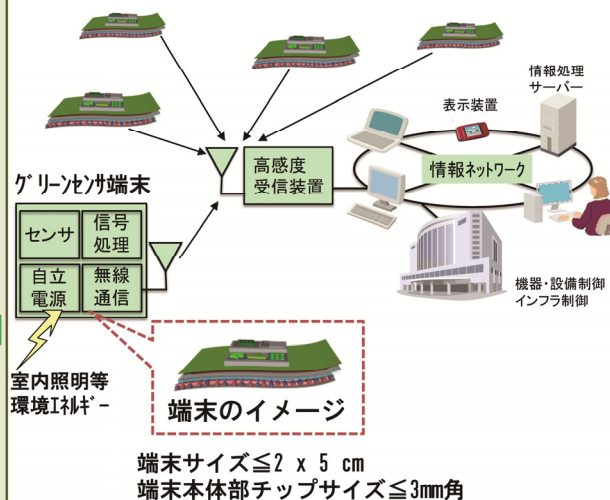 情報処理
サーバー
表示装置
高感度
受信装置
情報ネットワーク
グリーンセンサ端末
センサ
信号
処理
自立
電源
無線
通信
機器・設備制御
インフラ制御
室内照明等
環境エネルギー
端末のイメージ
端末サイズ≦2 x 5 cm
端末本体部チップサイズ≦3mm角